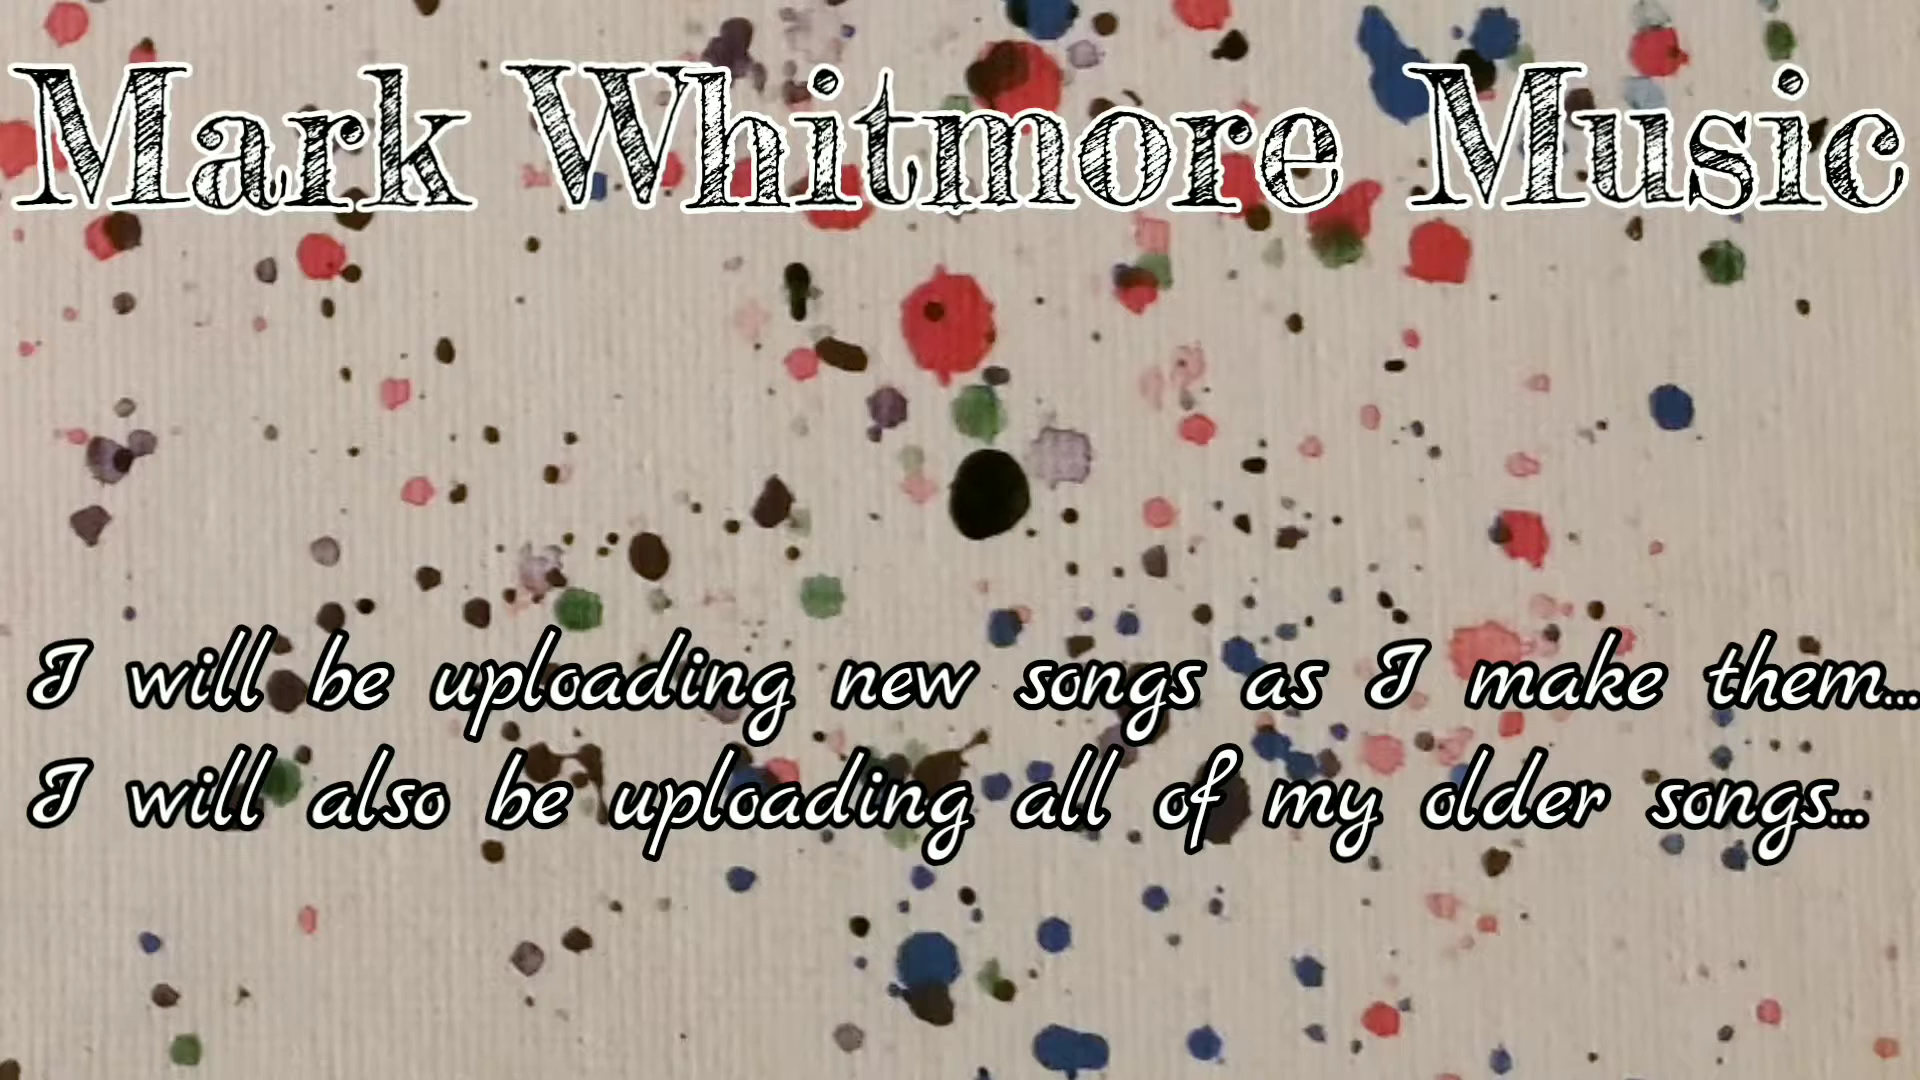 Mark Whitmore Music
I will be uploading new songs as I make them...
I will also be uploading all of my older songs...